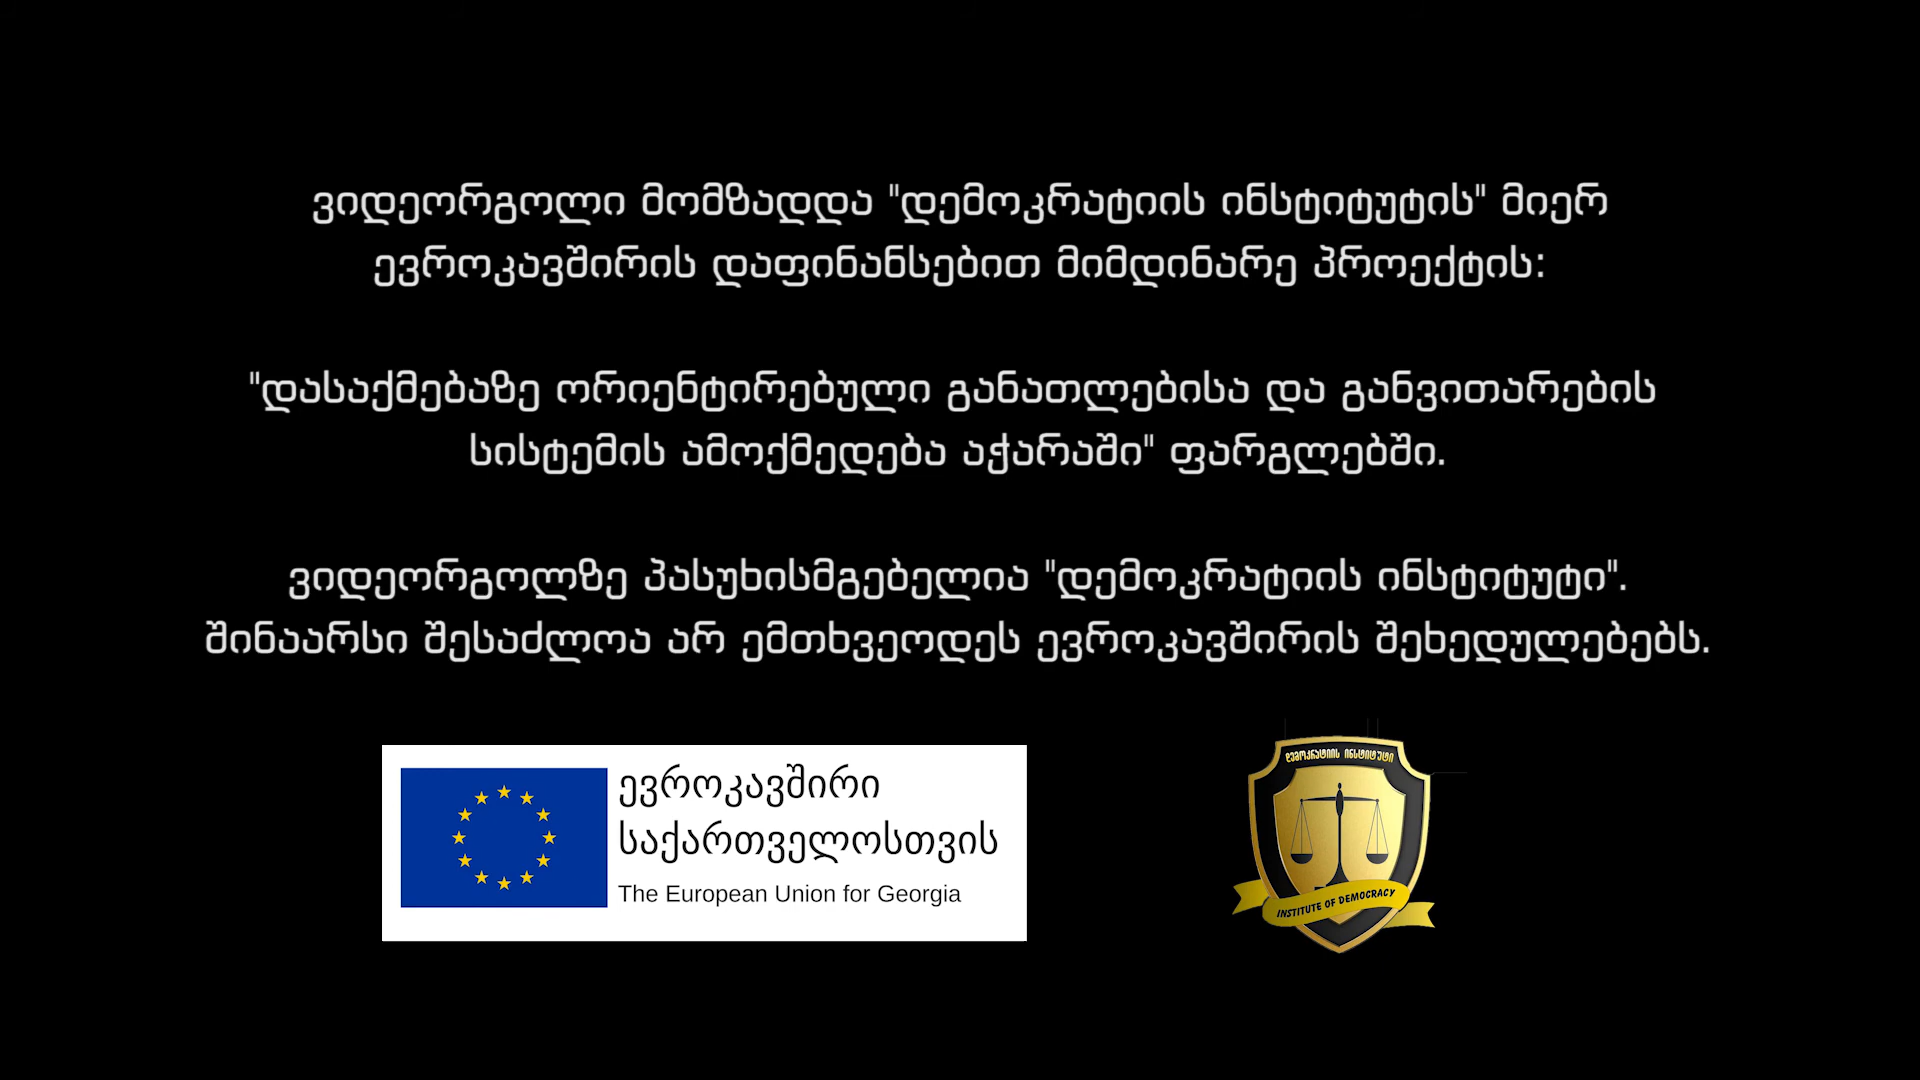 ვიდეორგოლი მომზადდა "დემოკრატიის ინსტიტუტის" მიერ
ევროკავშირის დაფინანსებით მიმდინარე პროექტის:
"დასაქმებაზე ორიენტირებული განათლებისა და განვითარების
სისტემის ამოქმედება აჭარაში" ფარგლებში.
ვიდეორგოლზე პასუხისმგებელია "დემოკრატიის ინსტიტუტი".
შინაარსი შესაძლოა არ ემთხვეოდეს ევროკავშირის შეხედულებებს.
ევროკავშირი
საქართველოსთვის
The European Union for Georgia
დემოკრატიის ინსტიტუტი
INSTITUTE OF DEMOCRACY